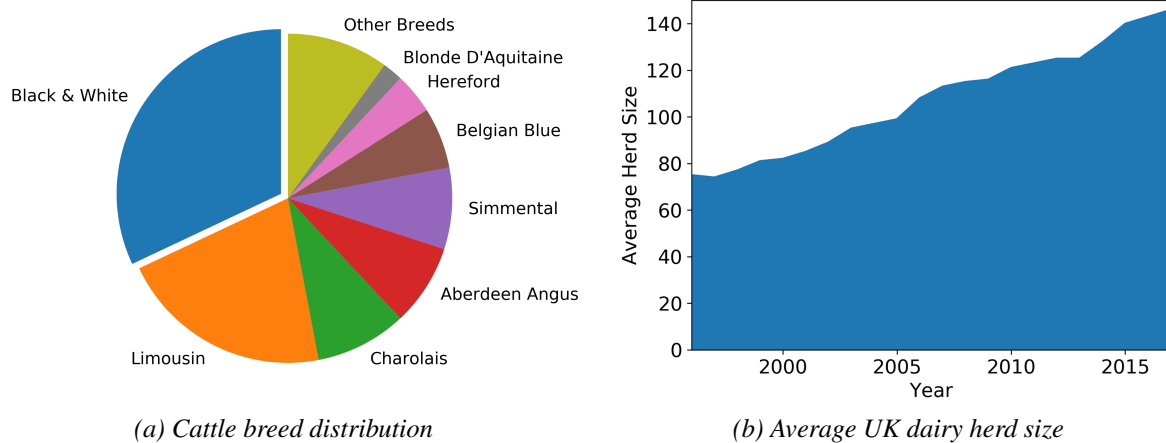 Other Breeds
Blonde D'Aquitaine
Hereford
Black & White
Belgian Blue
Simmental
Aberdeen Angus
Limousin
Charolais
(a) Cattle breed distribution
Average Herd Size
140
120
100
80
60
40
20
0
2000 2005 2010 2015
Year
(b) Average UK dairy herd size